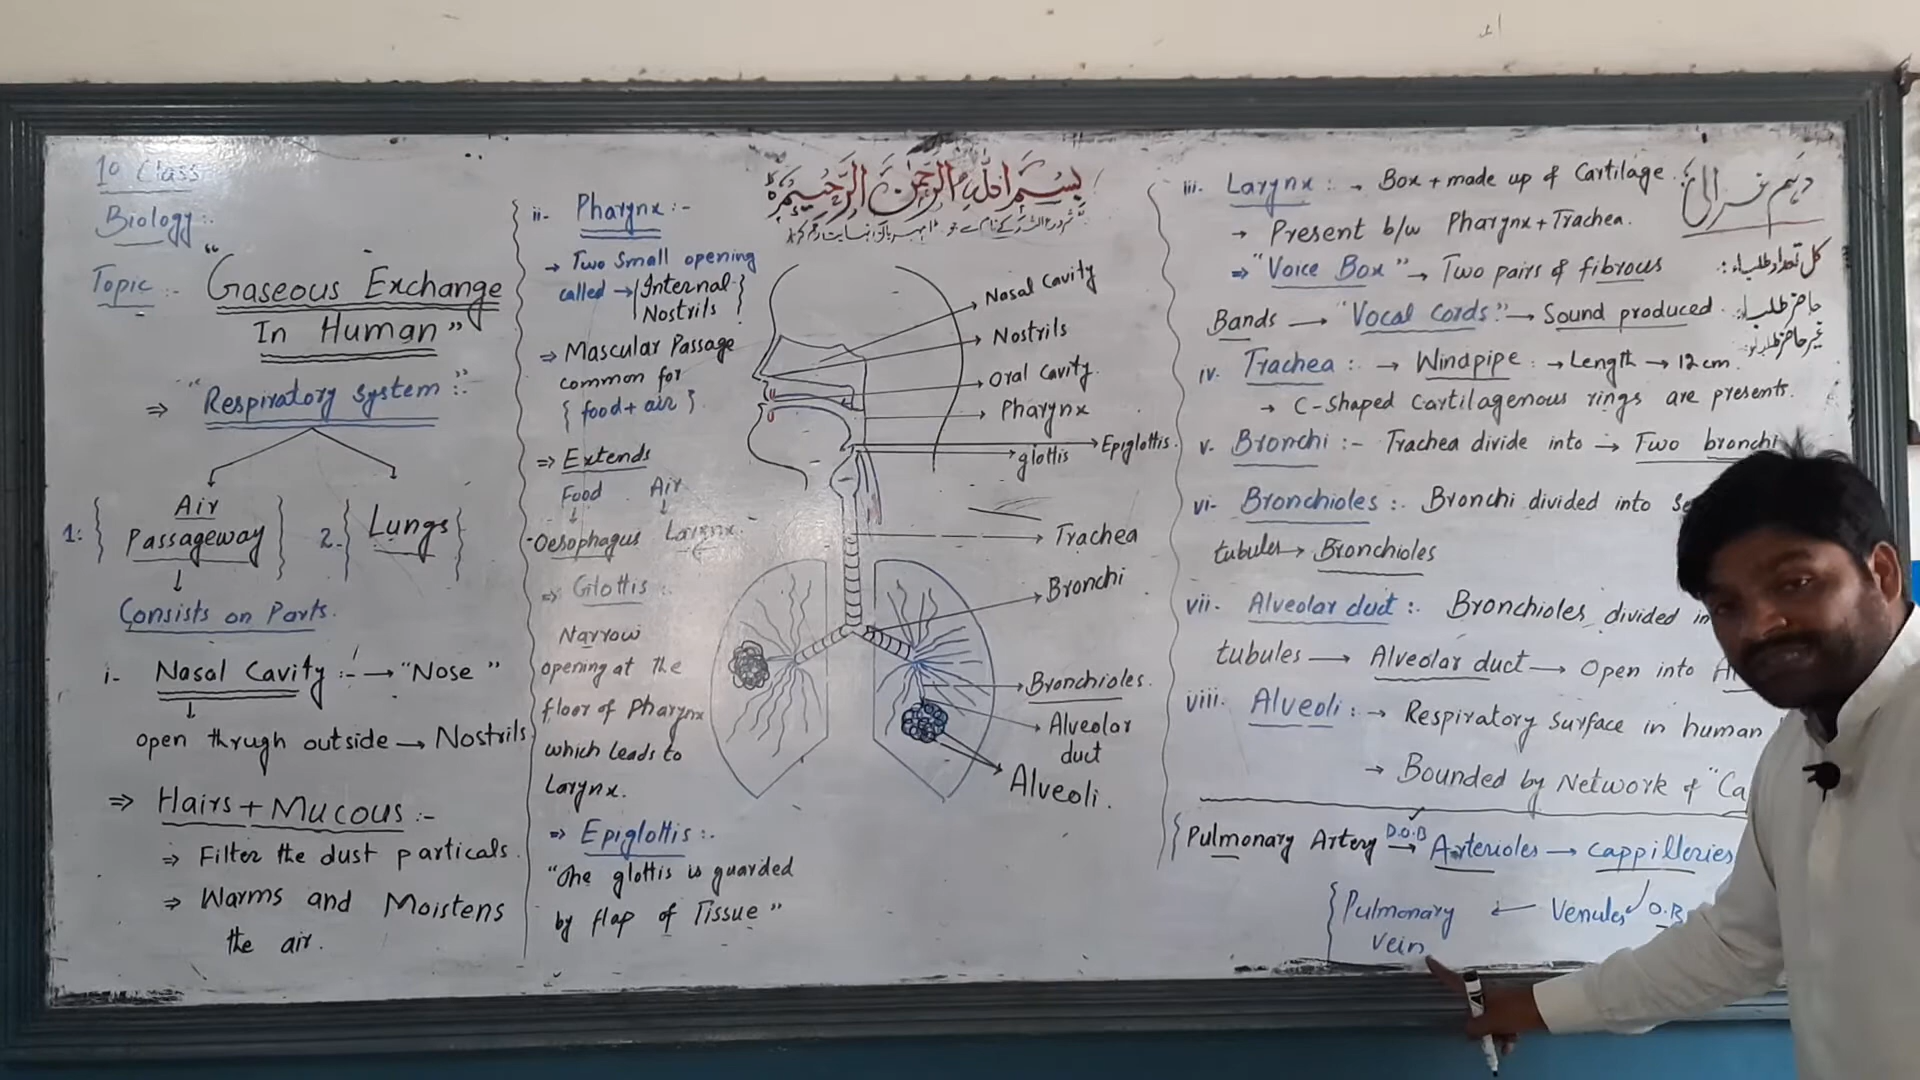 10 Class
Biology:-
Topic :- "Gaseous Exchange
In Human"
⇒ "Respiratory system:-"
1: { Air
Passageway }
2- { Lungs }
↓
Consists on Parts.
i- Nasal Cavity :- → "Nose"
↓
open thrugh outside → Nostrils
⇒ Hairs + Mucous :-
⇒ Filter the dust particals.
⇒ Warms and Moistens
the air.
ii- Pharynx :-
→ Two Small opening
called → Internal
Nostrils
⇒ Mascular Passage
common for
{ food + air }
⇒ Extends
Food Air
↓ ↓
Oesophagus Larynx
⇒ Glottis :-
Narrow
opening at the
floor of Pharynx
which leads to
Larynx.
⇒ Epiglottis :-
"The glottis is guarded
by flap of Tissue"
بسم الله الرحمن الرحيم
Nasal Cavity
Nostrils
Oral Cavity.
Pharynx
Epiglottis.
glottis
Trachea
Bronchi
Bronchioles.
Alveolar
duct
Alveoli.
iii- Larynx :- → Box + made up of Cartilage.
→ Present b/w Pharynx + Trachea.
⇒ "Voice Box" → Two pairs of fibrous
Bands → "Vocal Cords:" → Sound produced.
iv. Trachea :- → Windpipe :→ Length → 12 cm.
→ C-Shaped Cartilagenous rings are presents.
v. Bronchi :- Trachea divide into → Two bronchi
vi- Bronchioles :- Bronchi divided into se
tubules → Bronchioles
vii- Alveolar duct :- Bronchioles divided in
tubules → Alveolar duct → Open into
viii. Alveoli :- → Respiratory Surface in human
→ Bounded by Network of "Ca
{ Pulmonary Artery D.O.B → Arterioles → Cappilleries
{ Pulmonary ← Venules O.B
vein
کل تعداد طلباء:
حاضر طلباء: